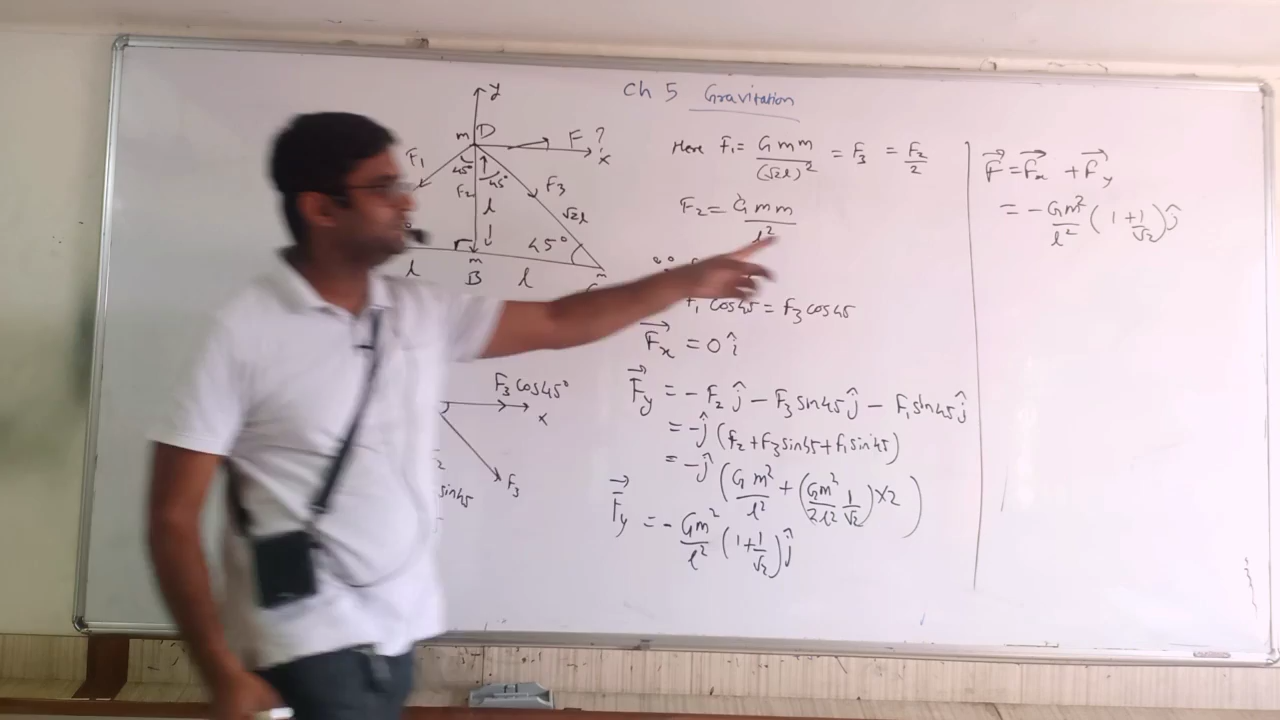 Ch 5 Gravitation
y
m D
F ?
x
F₁
45°
45°
F₂
l
F₃
√2l
45°
l
m
B
l
m
F₃ cos45°
x
F₃
sin45
Here F₁ = Gmm/(√2l)² = F₃ = F₂/2
F₂ = Gmm/l²
F₁ cos45 = F₃ cos45
F⃗x = 0 î
F⃗y = - F₂ ĵ - F₃ sin45 ĵ - F₁ sin45 ĵ
= -ĵ (F₂ + F₃ sin45 + F₁ sin45)
= -ĵ (Gm²/l² + (Gm²/2l² 1/√2) × 2)
F⃗y = - Gm²/l² (1 + 1/√2) ĵ
F⃗ = F⃗x + F⃗y
= - Gm²/l² (1 + 1/√2) ĵ